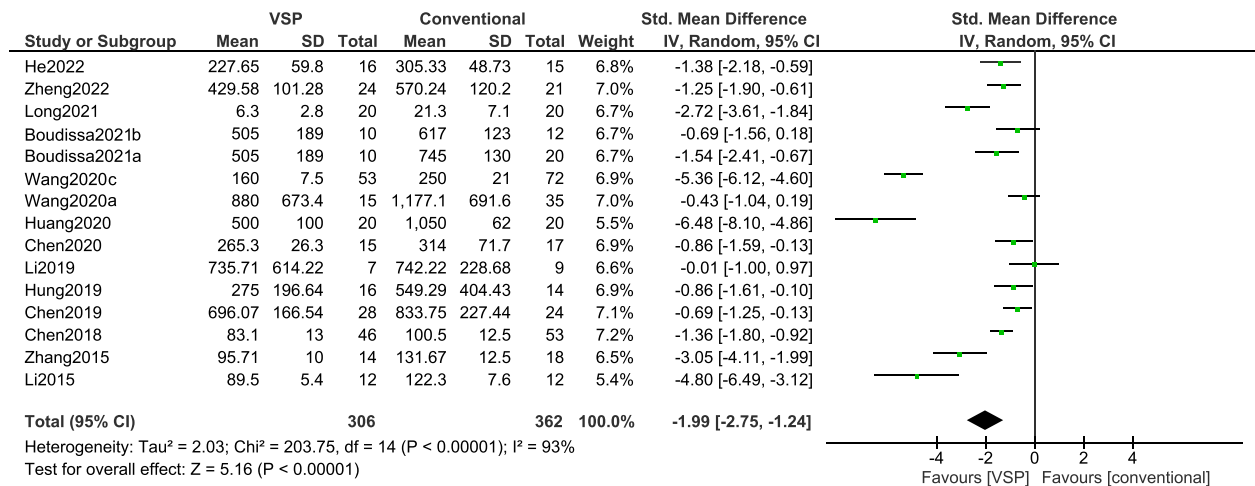 VSP Conventional Std. Mean Difference Std. Mean Difference
Study or Subgroup Mean SD Total Mean SD Total Weight IV, Random, 95% CI IV, Random, 95% CI
He2022 227.65 59.8 16 305.33 48.73 15 6.8% -1.38 [-2.18, -0.59]
Zheng2022 429.58 101.28 24 570.24 120.2 21 7.0% -1.25 [-1.90, -0.61]
Long2021 6.3 2.8 20 21.3 7.1 20 6.7% -2.72 [-3.61, -1.84]
Boudissa2021b 505 189 10 617 123 12 6.7% -0.69 [-1.56, 0.18]
Boudissa2021a 505 189 10 745 130 20 6.7% -1.54 [-2.41, -0.67]
Wang2020c 160 7.5 53 250 21 72 6.9% -5.36 [-6.12, -4.60]
Wang2020a 880 673.4 15 1,177.1 691.6 35 7.0% -0.43 [-1.04, 0.19]
Huang2020 500 100 20 1,050 62 20 5.5% -6.48 [-8.10, -4.86]
Chen2020 265.3 26.3 15 314 71.7 17 6.9% -0.86 [-1.59, -0.13]
Li2019 735.71 614.22 7 742.22 228.68 9 6.6% -0.01 [-1.00, 0.97]
Hung2019 275 196.64 16 549.29 404.43 14 6.9% -0.86 [-1.61, -0.10]
Chen2019 696.07 166.54 28 833.75 227.44 24 7.1% -0.69 [-1.25, -0.13]
Chen2018 83.1 13 46 100.5 12.5 53 7.2% -1.36 [-1.80, -0.92]
Zhang2015 95.71 10 14 131.67 12.5 18 6.5% -3.05 [-4.11, -1.99]
Li2015 89.5 5.4 12 122.3 7.6 12 5.4% -4.80 [-6.49, -3.12]
Total (95% CI) 306 362 100.0% -1.99 [-2.75, -1.24]
Heterogeneity: Tau² = 2.03; Chi² = 203.75, df = 14 (P < 0.00001); I² = 93%
Test for overall effect: Z = 5.16 (P < 0.00001)
-4 -2 0 2 4
Favours [VSP] Favours [conventional]